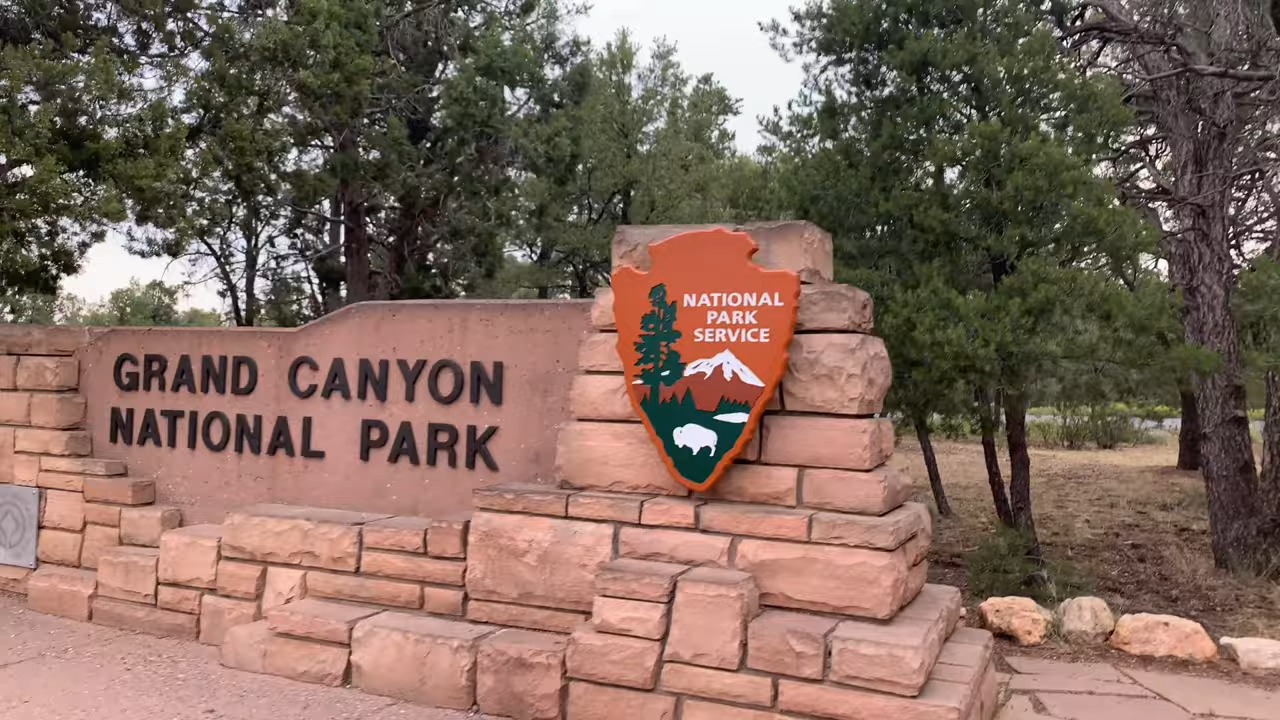 GRAND CANYON
NATIONAL PARK
NATIONAL
PARK
SERVICE